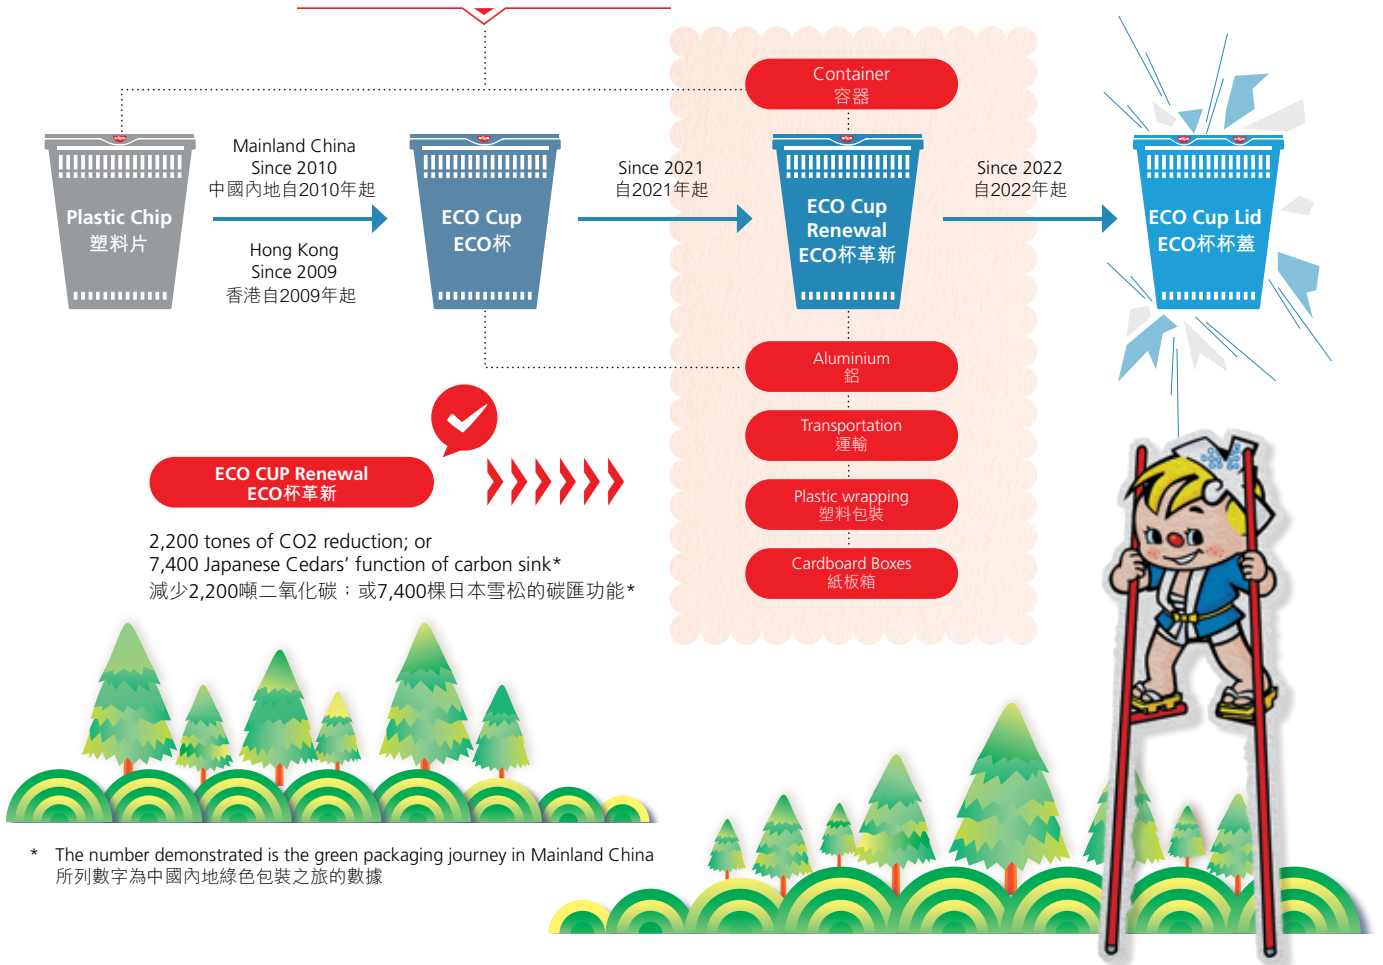 Container
容器
Mainland China
Since 2010
中國內地自2010年起
Hong Kong
Since 2009
香港自2009年起
Since 2021
自2021年起
Since 2022
自2022年起
Plastic Chip
塑料片
ECO Cup
ECO杯
ECO Cup
Renewal
ECO杯革新
ECO Cup Lid
ECO杯杯蓋
Aluminium
鋁
Transportation
運輸
Plastic wrapping
塑料包裝
Cardboard Boxes
紙板箱
ECO CUP Renewal
ECO杯革新
2,200 tones of CO2 reduction; or
7,400 Japanese Cedars' function of carbon sink*
減少2,200噸二氧化碳；或7,400棵日本雪松的碳匯功能*
* The number demonstrated is the green packaging journey in Mainland China
所列數字為中國內地綠色包裝之旅的數據